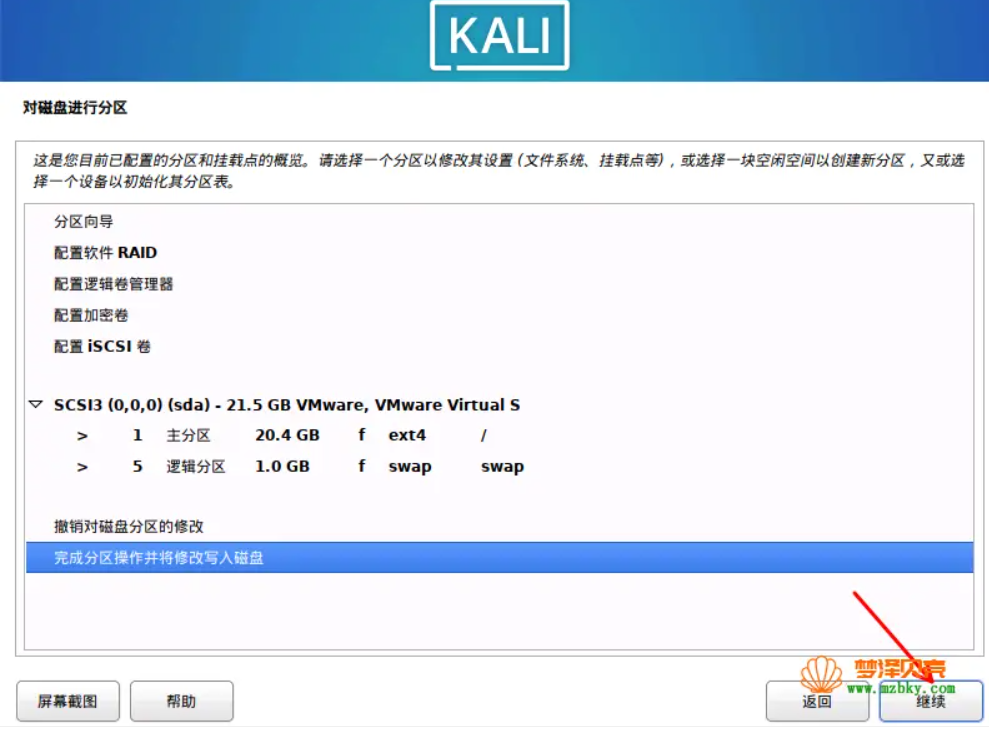 KALI
对磁盘进行分区
这是您目前已配置的分区和挂载点的概览。请选择一个分区以修改其设置 (文件系统、挂载点等) ，或选择一块空闲空间以创建新分区，又或选
择一个设备以初始化其分区表。
分区向导
配置软件 RAID
配置逻辑卷管理器
配置加密卷
配置 iSCSI 卷
SCSI3 (0,0,0) (sda) - 21.5 GB VMware, VMware Virtual S
> 1 主分区 20.4 GB f ext4 /
> 5 逻辑分区 1.0 GB f swap swap
撤销对磁盘分区的修改
完成分区操作并将修改写入磁盘
梦泽贝壳
www.mzbky.com
屏幕截图 帮助 返回 继续